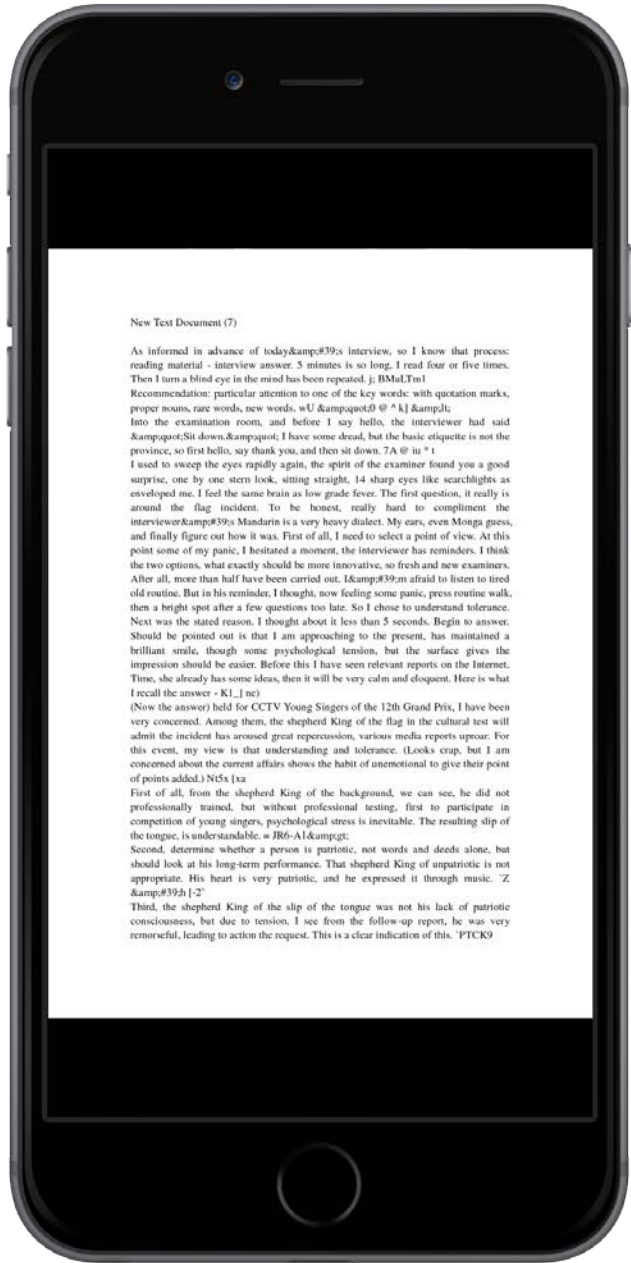 New Text Document (7)
As informed in advance of today&amp;#39;s interview, so I know that process:
reading material - interview answer. 5 minutes is so long, I read four or five times.
Then I turn a blind eye in the mind has been repeated. j; BMuLTm1
Recommendation: particular attention to one of the key words: with quotation marks,
proper nouns, rare words, new words. wU &amp;quot;0 @ ^ k] &amp;lt;
Into the examination room, and before I say hello, the interviewer had said
&amp;quot;Sit down.&amp;quot; I have some dread, but the basic etiquette is not the
province, so first hello, say thank you, and then sit down. 7A @ iu * t
I used to sweep the eyes rapidly again, the spirit of the examiner found you a good
surprise, one by one stern look, sitting straight, 14 sharp eyes like searchlights as
enveloped me. I feel the same brain as low grade fever. The first question, it really is
around the flag incident. To be honest, really hard to compliment the
interviewer&amp;#39;s Mandarin is a very heavy dialect. My ears, even Monga guess,
and finally figure out how it was. First of all, I need to select a point of view. At this
point some of my panic, I hesitated a moment, the interviewer has reminders. I think
the two options, what exactly should be more innovative, so fresh and new examiners.
After all, more than half have been carried out. I&amp;#39;m afraid to listen to tired
old routine. But in his reminder, I thought, now feeling some panic, press routine walk,
then a bright spot after a few questions too late. So I chose to understand tolerance.
Next was the stated reason, I thought about it less than 5 seconds. Begin to answer.
Should be pointed out is that I am approaching to the present, has maintained a
brilliant smile, though some psychological tension, but the surface gives the
impression should be easier. Before this I have seen relevant reports on the Internet.
Time, she already has some ideas, then it will be very calm and eloquent. Here is what
I recall the answer - K1_] ne)
(Now the answer) held for CCTV Young Singers of the 12th Grand Prix, I have been
very concerned. Among them, the shepherd King of the flag in the cultural test will
admit the incident has aroused great repercussion, various media reports uproar. For
this event, my view is that understanding and tolerance. (Looks crap, but I am
concerned about the current affairs shows the habit of unemotional to give their point
of points added.) Nt5x [xa
First of all, from the shepherd King of the background, we can see, he did not
professionally trained, but without professional testing, first to participate in
competition of young singers, psychological stress is inevitable. The resulting slip of
the tongue, is understandable. = JR6-A1&amp;gt;
Second, determine whether a person is patriotic, not words and deeds alone, but
should look at his long-term performance. That shepherd King of unpatriotic is not
appropriate. His heart is very patriotic, and he expressed it through music. `Z
&amp;#39;h [-2`
Third, the shepherd King of the slip of the tongue was not his lack of patriotic
consciousness, but due to tension, I see from the follow-up report, he was very
remorseful, leading to action the request. This is a clear indication of this. `PTCK9